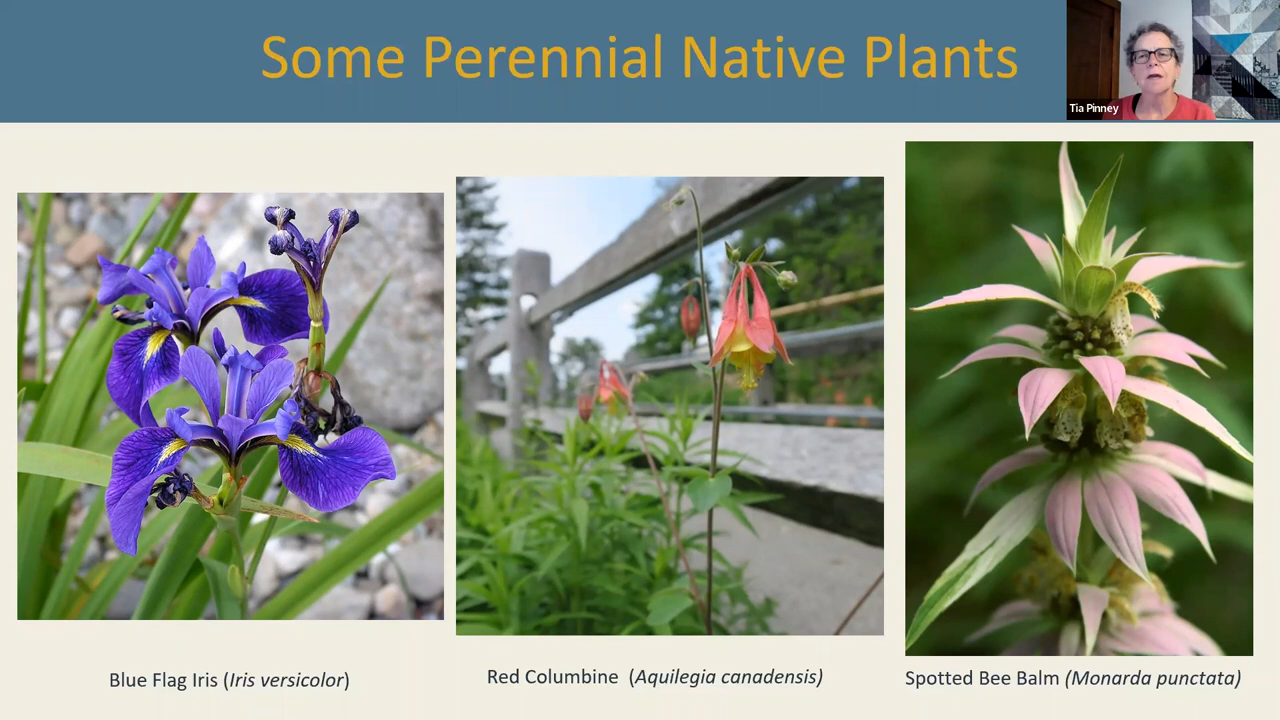 Some Perennial Native Plants
Tia Pinney
Blue Flag Iris (Iris versicolor)
Red Columbine (Aquilegia canadensis)
Spotted Bee Balm (Monarda punctata)